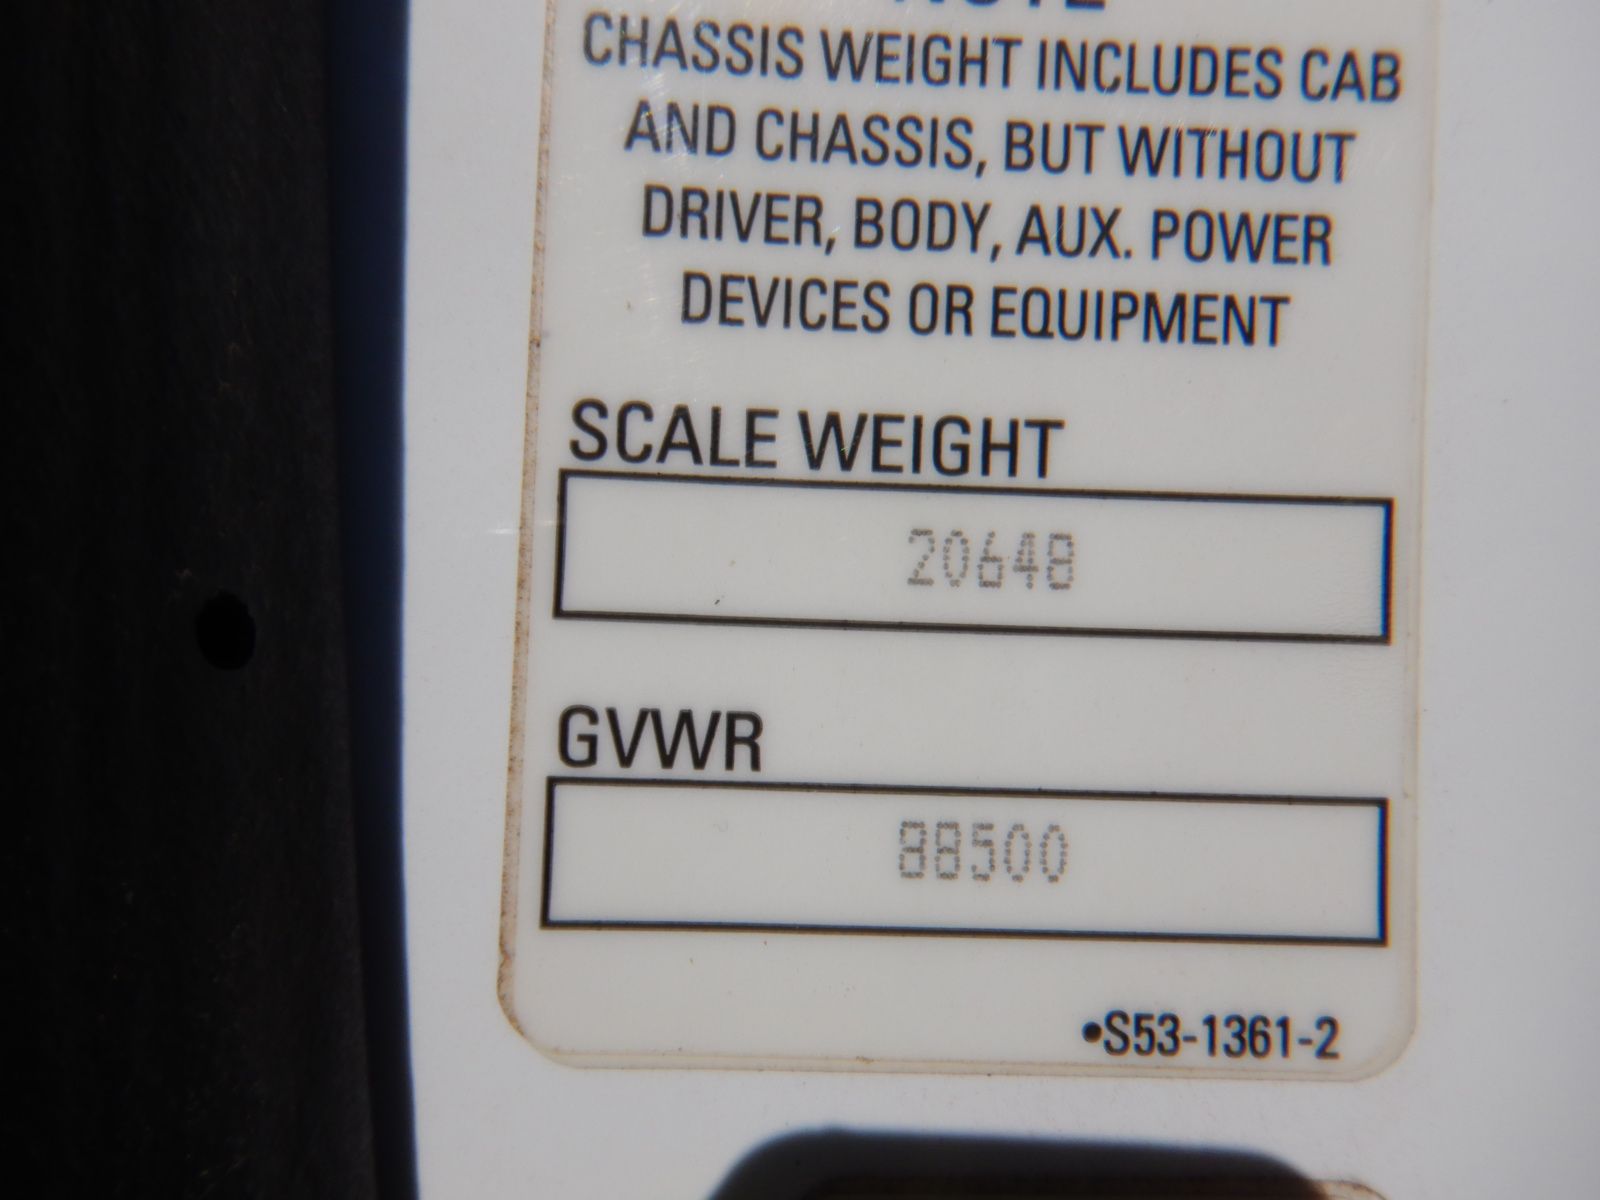 NOTE
CHASSIS WEIGHT INCLUDES CAB
AND CHASSIS, BUT WITHOUT
DRIVER, BODY, AUX. POWER
DEVICES OR EQUIPMENT
SCALE WEIGHT
20648
GVWR
88500
•S53-1361-2